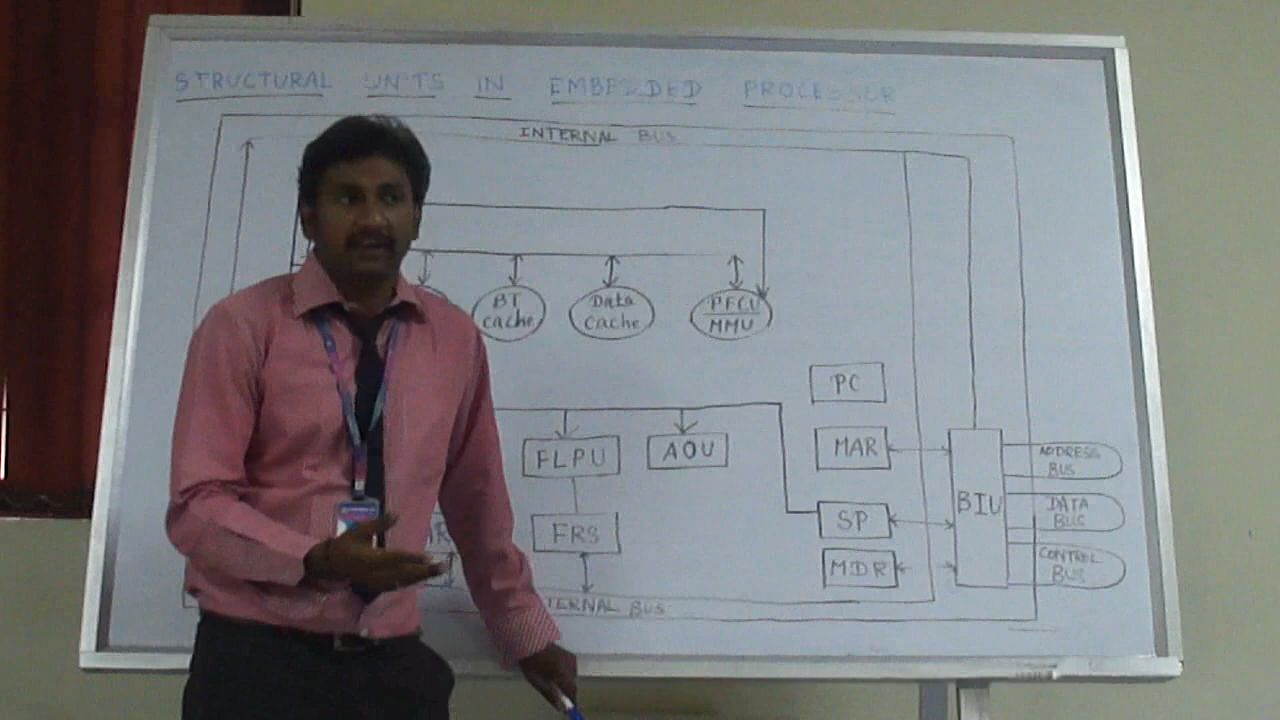 STRUCTURAL UNITS IN EMBEDDED PROCESSOR
INTERNAL BUS
BT
Cache
Data
Cache
PFCU
MMU
PC
FLPU
AOU
MAR
ADDRESS
BUS
BIU
SP
DATA
BUS
FRS
MDR
CONTROL
BUS
TERNAL BUS